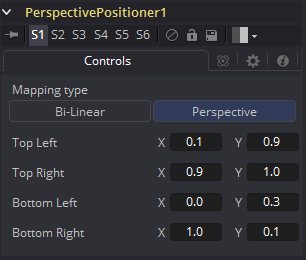 PerspectivePositioner1
S1 S2 S3 S4 S5 S6
Controls
Mapping type
Bi-Linear Perspective
Top Left X 0.1 Y 0.9
Top Right X 0.9 Y 1.0
Bottom Left X 0.0 Y 0.3
Bottom Right X 1.0 Y 0.1